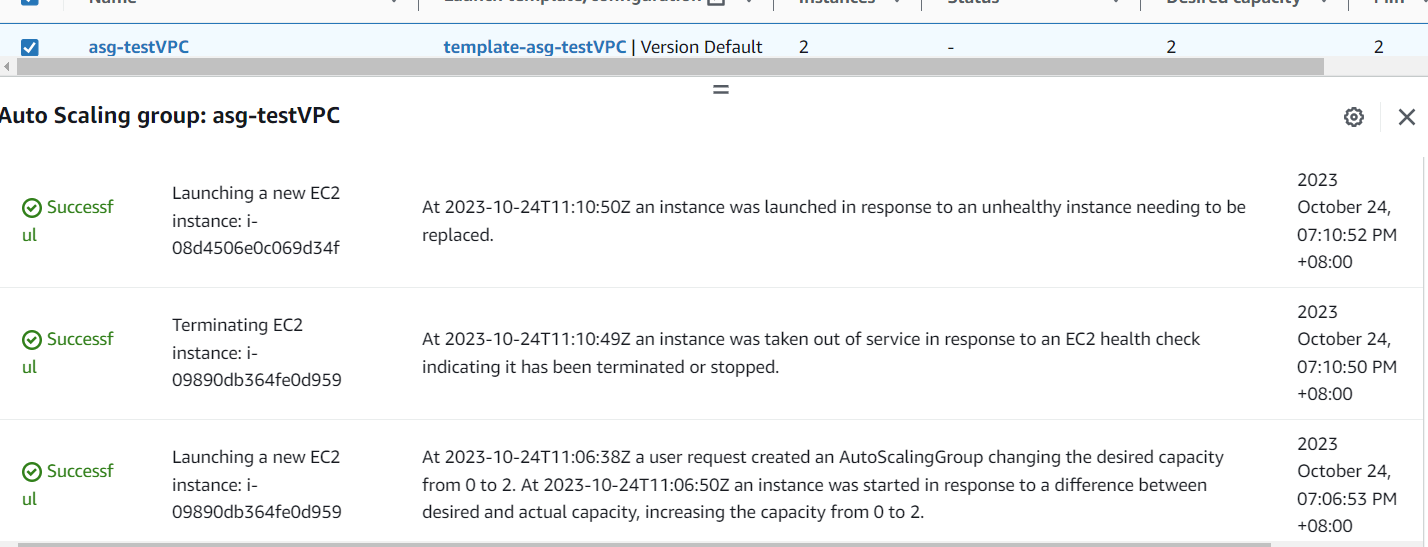 Name Launch template/configuration Instances Status Desired capacity Min
asg-testVPC template-asg-testVPC | Version Default 2 - 2 2
Auto Scaling group: asg-testVPC
Successf
ul
Launching a new EC2
instance: i-
08d4506e0c069d34f
At 2023-10-24T11:10:50Z an instance was launched in response to an unhealthy instance needing to be
replaced.
2023
October 24,
07:10:52 PM
+08:00
Successf
ul
Terminating EC2
instance: i-
09890db364fe0d959
At 2023-10-24T11:10:49Z an instance was taken out of service in response to an EC2 health check
indicating it has been terminated or stopped.
2023
October 24,
07:10:50 PM
+08:00
Successf
ul
Launching a new EC2
instance: i-
09890db364fe0d959
At 2023-10-24T11:06:38Z a user request created an AutoScalingGroup changing the desired capacity
from 0 to 2. At 2023-10-24T11:06:50Z an instance was started in response to a difference between
desired and actual capacity, increasing the capacity from 0 to 2.
2023
October 24,
07:06:53 PM
+08:00